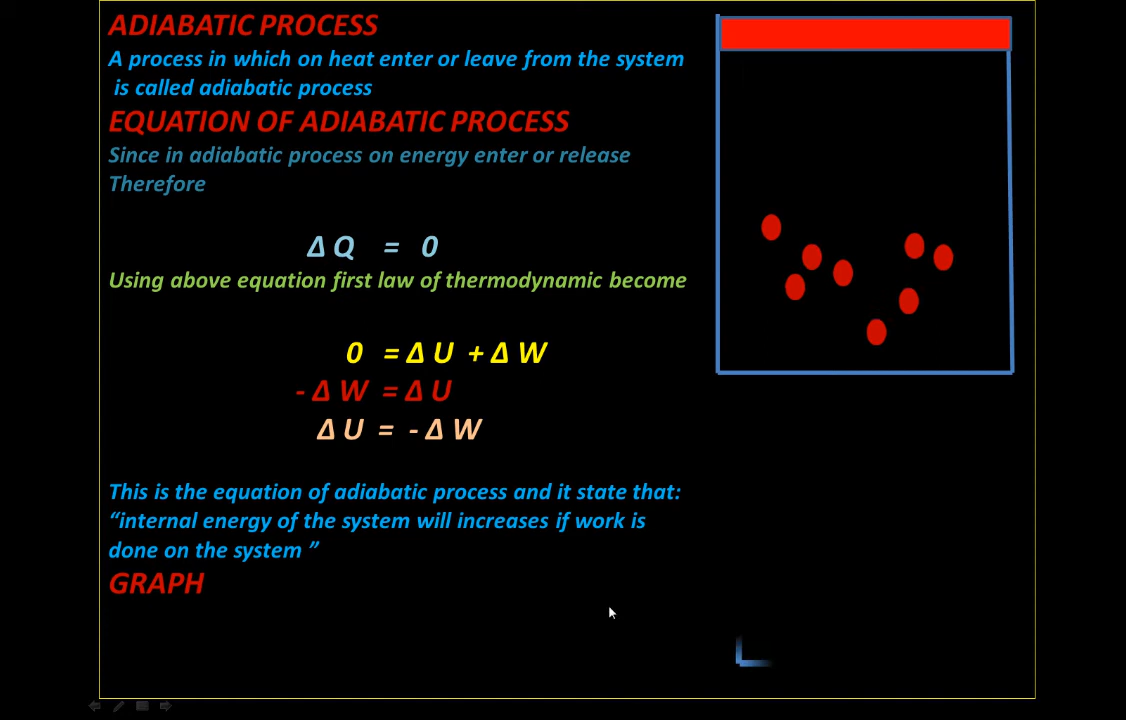 ADIABATIC PROCESS
A process in which on heat enter or leave from the system
is called adiabatic process
EQUATION OF ADIABATIC PROCESS
Since in adiabatic process on energy enter or release
Therefore
Δ Q = 0
Using above equation first law of thermodynamic become
0 = Δ U + Δ W
- Δ W = Δ U
Δ U = - Δ W
This is the equation of adiabatic process and it state that:
“internal energy of the system will increases if work is
done on the system ”
GRAPH